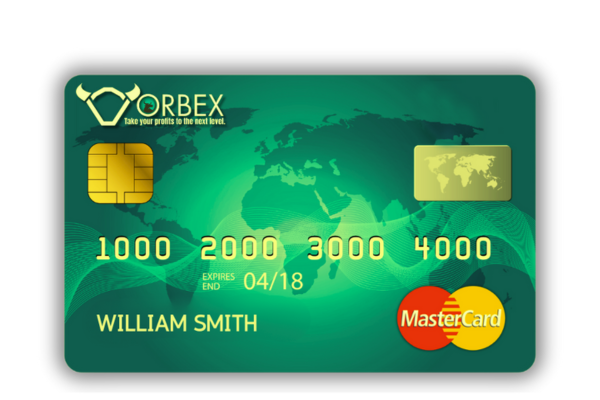 ORBEX
Take your profits to the next level.
1000 2000 3000 4000
EXPIRES
END 04/18
WILLIAM SMITH
MasterCard